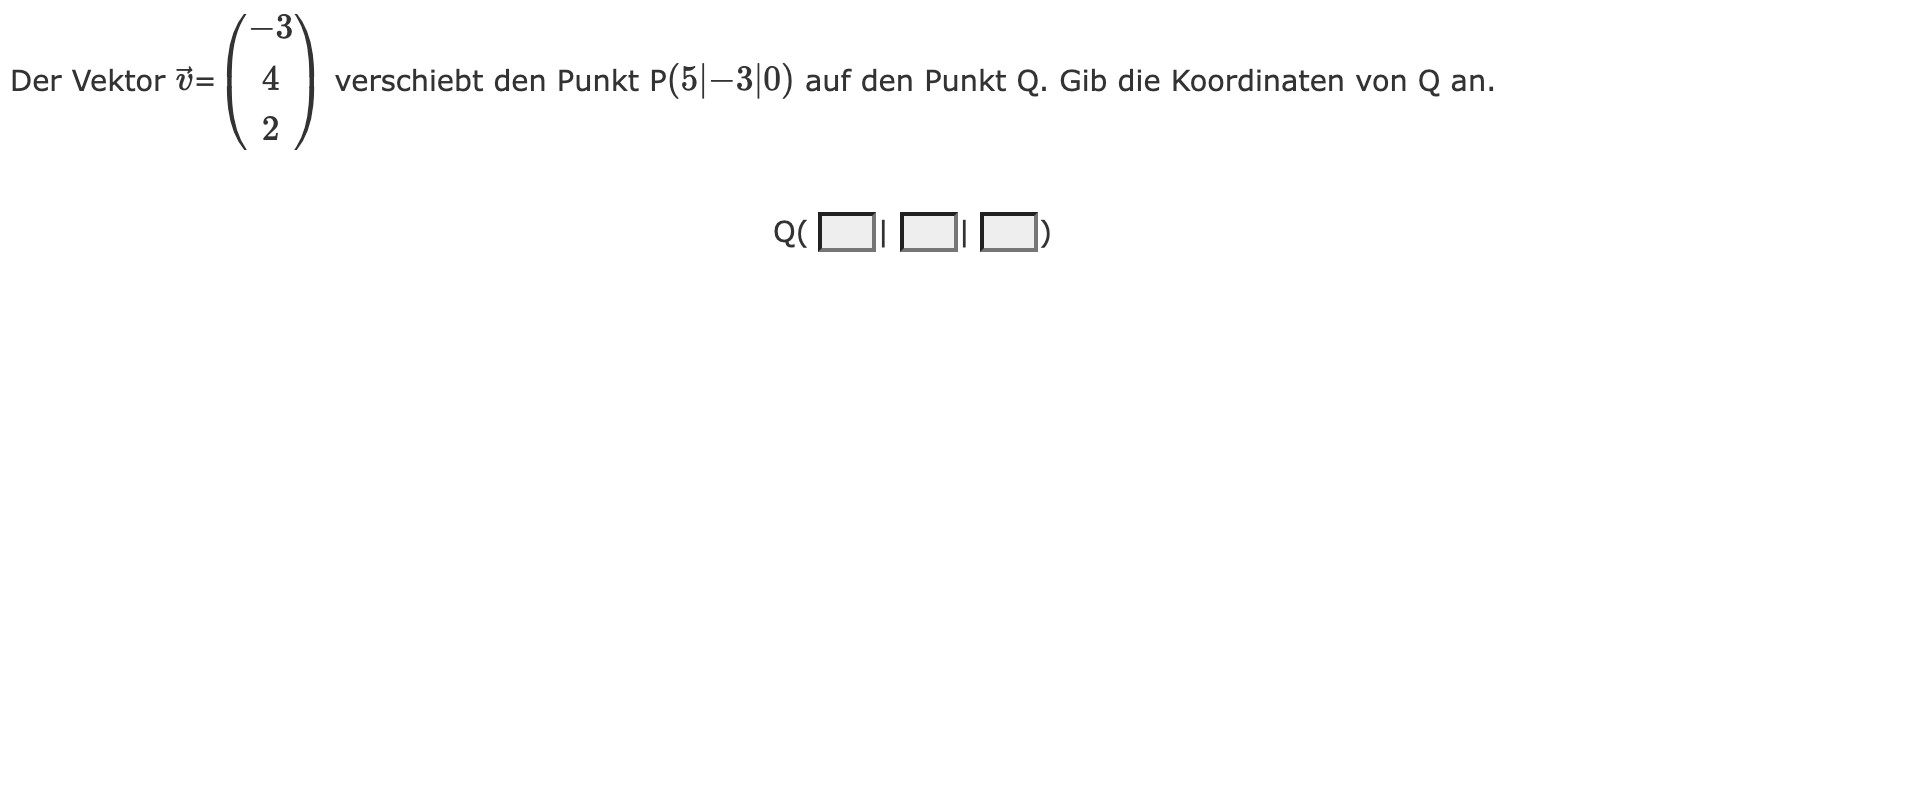 Der Vektor $\vec{v}$=$\begin{pmatrix} -3 \\ 4 \\ 2 \end{pmatrix}$ verschiebt den Punkt P(5|−3|0) auf den Punkt Q. Gib die Koordinaten von Q an.
Q( | | )